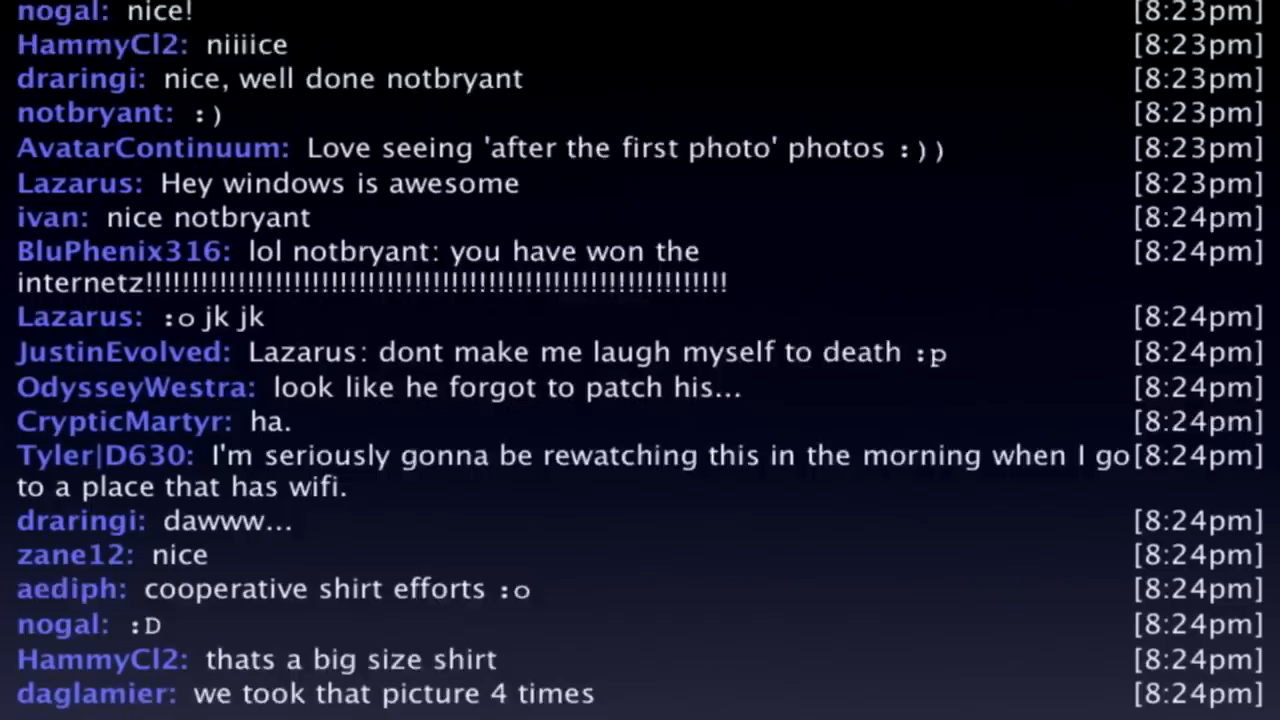 nogal: nice! [8:23pm]
HammyCl2: niiiice [8:23pm]
draringi: nice, well done notbryant [8:23pm]
notbryant: :) [8:23pm]
AvatarContinuum: Love seeing 'after the first photo' photos :)) [8:23pm]
Lazarus: Hey windows is awesome [8:23pm]
ivan: nice notbryant [8:24pm]
BluPhenix316: lol notbryant: you have won the [8:24pm]
internetz!!!!!!!!!!!!!!!!!!!!!!!!!!!!!!!!!!!!!!!!!!!!!!!!!!!!!!!!!!!!!!!!
Lazarus: :o jk jk [8:24pm]
JustinEvolved: Lazarus: dont make me laugh myself to death :p [8:24pm]
OdysseyWestra: look like he forgot to patch his... [8:24pm]
CrypticMartyr: ha. [8:24pm]
Tyler|D630: I'm seriously gonna be rewatching this in the morning when I go [8:24pm]
to a place that has wifi.
draringi: dawww... [8:24pm]
zane12: nice [8:24pm]
aediph: cooperative shirt efforts :o [8:24pm]
nogal: :D [8:24pm]
HammyCl2: thats a big size shirt [8:24pm]
daglamier: we took that picture 4 times [8:24pm]